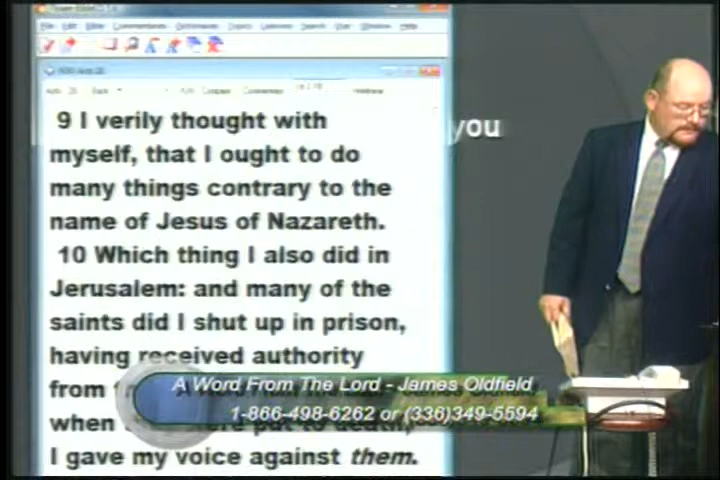 9 I verily thought with
myself, that I ought to do
many things contrary to the
name of Jesus of Nazareth.
10 Which thing I also did in
Jerusalem: and many of the
saints did I shut up in prison,
having received authority
from
when put to death,
I gave my voice against them.
you
A Word From The Lord - James Oldfield
1-866-498-6262 or (336)349-5594